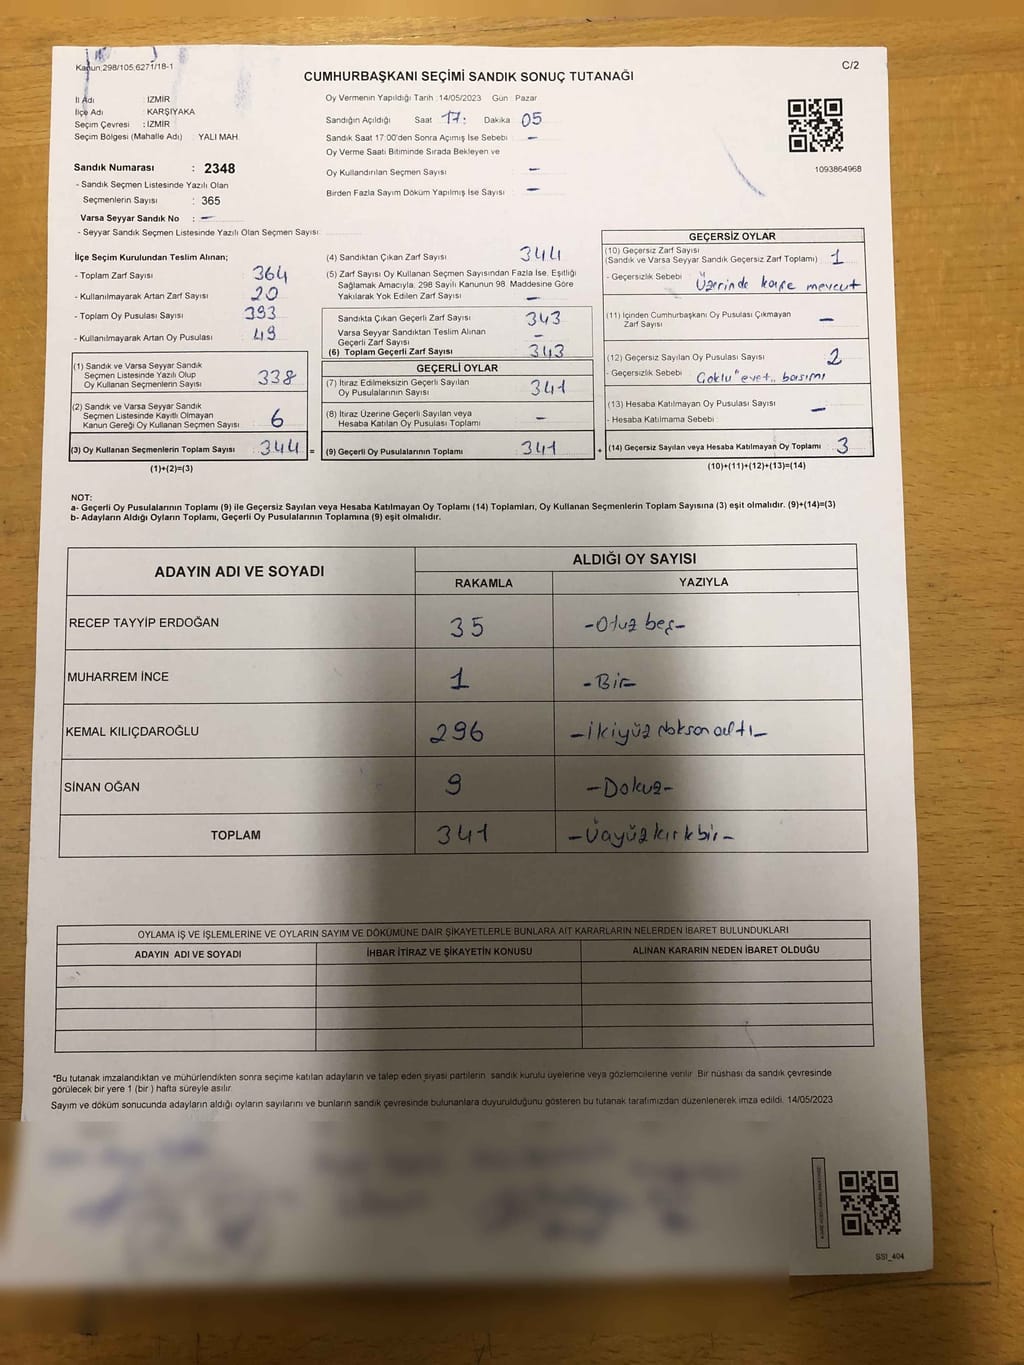 Kanun:298/105,6271/18-1
CUMHURBAŞKANI SEÇİMİ SANDIK SONUÇ TUTANAĞI
C/2
İl Adı : İZMİR
İlçe Adı : KARŞIYAKA
Seçim Çevresi : İZMİR
Seçim Bölgesi (Mahalle Adı) : YALI MAH.
Sandık Numarası : 2348
- Sandık Seçmen Listesinde Yazılı Olan
Seçmenlerin Sayısı : 365
Varsa Seyyar Sandık No : –
- Seyyar Sandık Seçmen Listesinde Yazılı Olan Seçmen Sayısı:
Oy Vermenin Yapıldığı Tarih :14/05/2023 Gün : Pazar
Sandığın Açıldığı Saat 17: Dakika 05
Sandık Saat 17:00'den Sonra Açımış İse Sebebi : –
Oy Verme Saati Bitiminde Sırada Bekleyen ve
Oy Kullandırılan Seçmen Sayısı : –
Birden Fazla Sayım Döküm Yapılmış İse Sayısı : –
1093864968
İlçe Seçim Kurulundan Teslim Alınan;
- Toplam Zarf Sayısı : 364
- Kullanılmayarak Artan Zarf Sayısı : 20
- Toplam Oy Pusulası Sayısı : 393
- Kullanılmayarak Artan Oy Pusulası : 49
(1) Sandık ve Varsa Seyyar Sandık
Seçmen Listesinde Yazılı Olup
Oy Kullanan Seçmenlerin Sayısı : 338
(2) Sandık ve Varsa Seyyar Sandık
Seçmen Listesinde Kayıtlı Olmayan
Kanun Gereği Oy Kullanan Seçmen Sayısı : 6
(3) Oy Kullanan Seçmenlerin Toplam Sayısı : 344
(1)+(2)=(3)
(4) Sandıktan Çıkan Zarf Sayısı : 344
(5) Zarf Sayısı Oy Kullanan Seçmen Sayısından Fazla İse, Eşitliği
Sağlamak Amacıyla, 298 Sayılı Kanunun 98. Maddesine Göre
Yakılarak Yok Edilen Zarf Sayısı : –
Sandıkta Çıkan Geçerli Zarf Sayısı : 343
Varsa Seyyar Sandıktan Teslim Alınan
Geçerli Zarf Sayısı : –
(6) Toplam Geçerli Zarf Sayısı : 343
GEÇERLİ OYLAR
(7) İtiraz Edilmeksizin Geçerli Sayılan
Oy Pusulalarının Sayısı : 341
(8) İtiraz Üzerine Geçerli Sayılan veya
Hesaba Katılan Oy Pusulası Toplamı : –
= (9) Geçerli Oy Pusulalarının Toplamı : 341
GEÇERSİZ OYLAR
(10) Geçersiz Zarf Sayısı
(Sandık ve Varsa Seyyar Sandık Geçersiz Zarf Toplamı) : 1
- Geçersizlik Sebebi : Üzerinde kaşe mevcut
(11) İçinden Cumhurbaşkanı Oy Pusulası Çıkmayan
Zarf Sayısı : –
(12) Geçersiz Sayılan Oy Pusulası Sayısı : 2
- Geçersizlik Sebebi : Çoklu "evet" basımı
(13) Hesaba Katılmayan Oy Pusulası Sayısı : –
- Hesaba Katılmama Sebebi :
+ (14) Geçersiz Sayılan veya Hesaba Katılmayan Oy Toplamı : 3
(10)+(11)+(12)+(13)=(14)
NOT:
a- Geçerli Oy Pusulalarının Toplamı (9) ile Geçersiz Sayılan veya Hesaba Katılmayan Oy Toplamı (14) Toplamları, Oy Kullanan Seçmenlerin Toplam Sayısına (3) eşit olmalıdır. (9)+(14)=(3)
b- Adayların Aldığı Oyların Toplamı, Geçerli Oy Pusulalarının Toplamına (9) eşit olmalıdır.
ADAYIN ADI VE SOYADI
ALDIĞI OY SAYISI
RAKAMLA YAZIYLA
RECEP TAYYİP ERDOĞAN 35 -Otuz beş-
MUHARREM İNCE 1 -Bir-
KEMAL KILIÇDAROĞLU 296 -İkiyüz doksan altı-
SİNAN OĞAN 9 -Dokuz-
TOPLAM 341 -Üçyüz kırk bir-
OYLAMA İŞ VE İŞLEMLERİNE VE OYLARIN SAYIM VE DÖKÜMÜNE DAİR ŞİKAYETLERLE BUNLARA AİT KARARLARIN NELERDEN İBARET BULUNDUKLARI
ADAYIN ADI VE SOYADI İHBAR İTİRAZ VE ŞİKAYETİN KONUSU ALINAN KARARIN NEDEN İBARET OLDUĞU
*Bu tutanak imzalandıktan ve mühürlendikten sonra seçime katılan adayların ve talep eden siyasi partilerin sandık kurulu üyelerine veya gözlemcilerine verilir. Bir nüshası da sandık çevresinde
görülecek bir yere 1 (bir) hafta süreyle asılır.
Sayım ve döküm sonucunda adayların aldığı oyların sayılarını ve bunların sandık çevresinde bulunanlara duyurulduğunu gösteren bu tutanak tarafımızdan düzenlenerek imza edildi. 14/05/2023
SSI_404